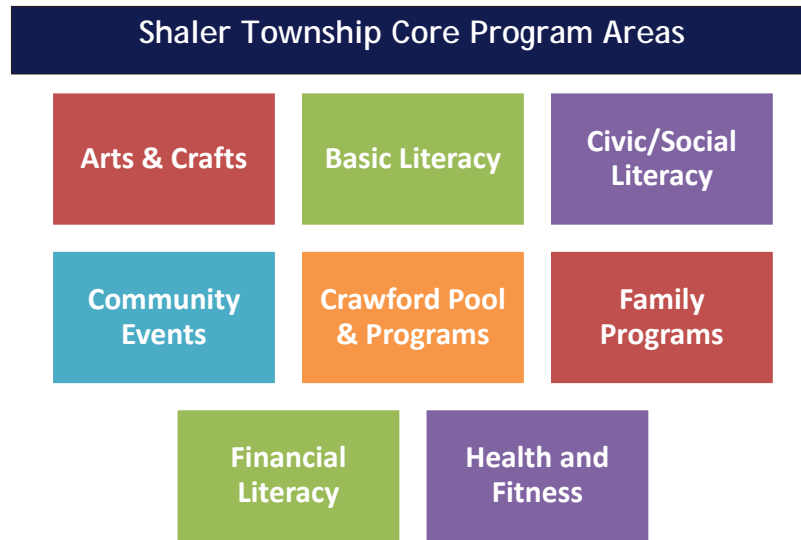 Shaler Township Core Program Areas
Arts & Crafts
Basic Literacy
Civic/Social
Literacy
Community
Events
Crawford Pool
& Programs
Family
Programs
Financial
Literacy
Health and
Fitness